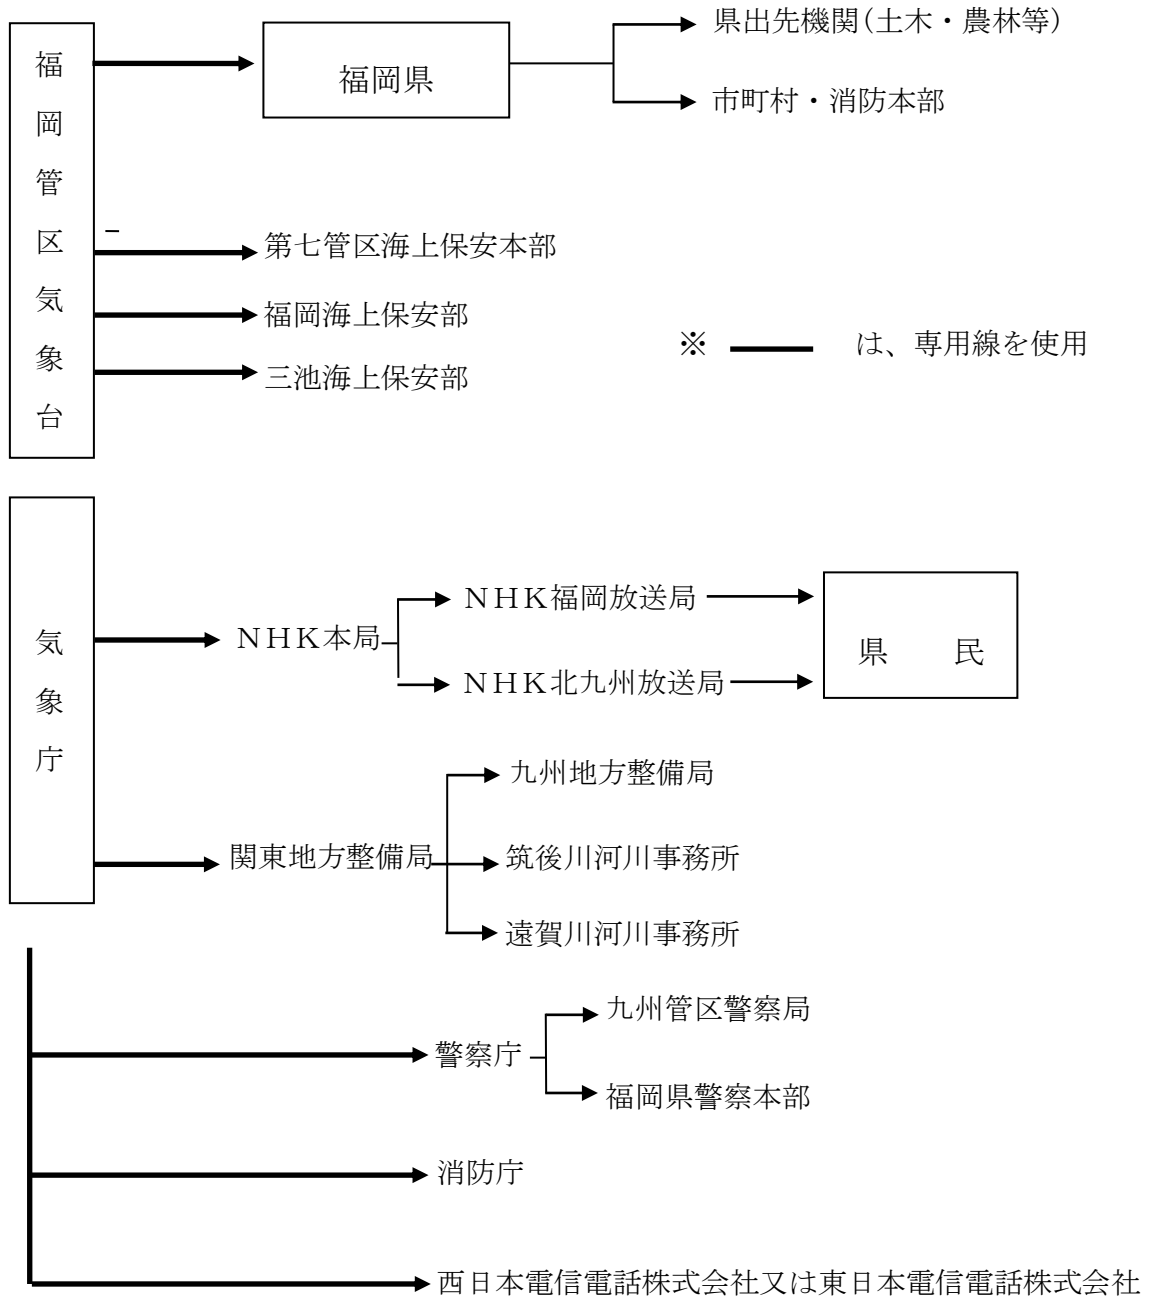 福岡管区気象台
福岡県
県出先機関(土木・農林等)
市町村・消防本部
第七管区海上保安本部
福岡海上保安部
三池海上保安部
※ ━━━ は、専用線を使用
気象庁
NHK本局
NHK福岡放送局
NHK北九州放送局
県 民
関東地方整備局
九州地方整備局
筑後川河川事務所
遠賀川河川事務所
警察庁
九州管区警察局
福岡県警察本部
消防庁
西日本電信電話株式会社又は東日本電信電話株式会社